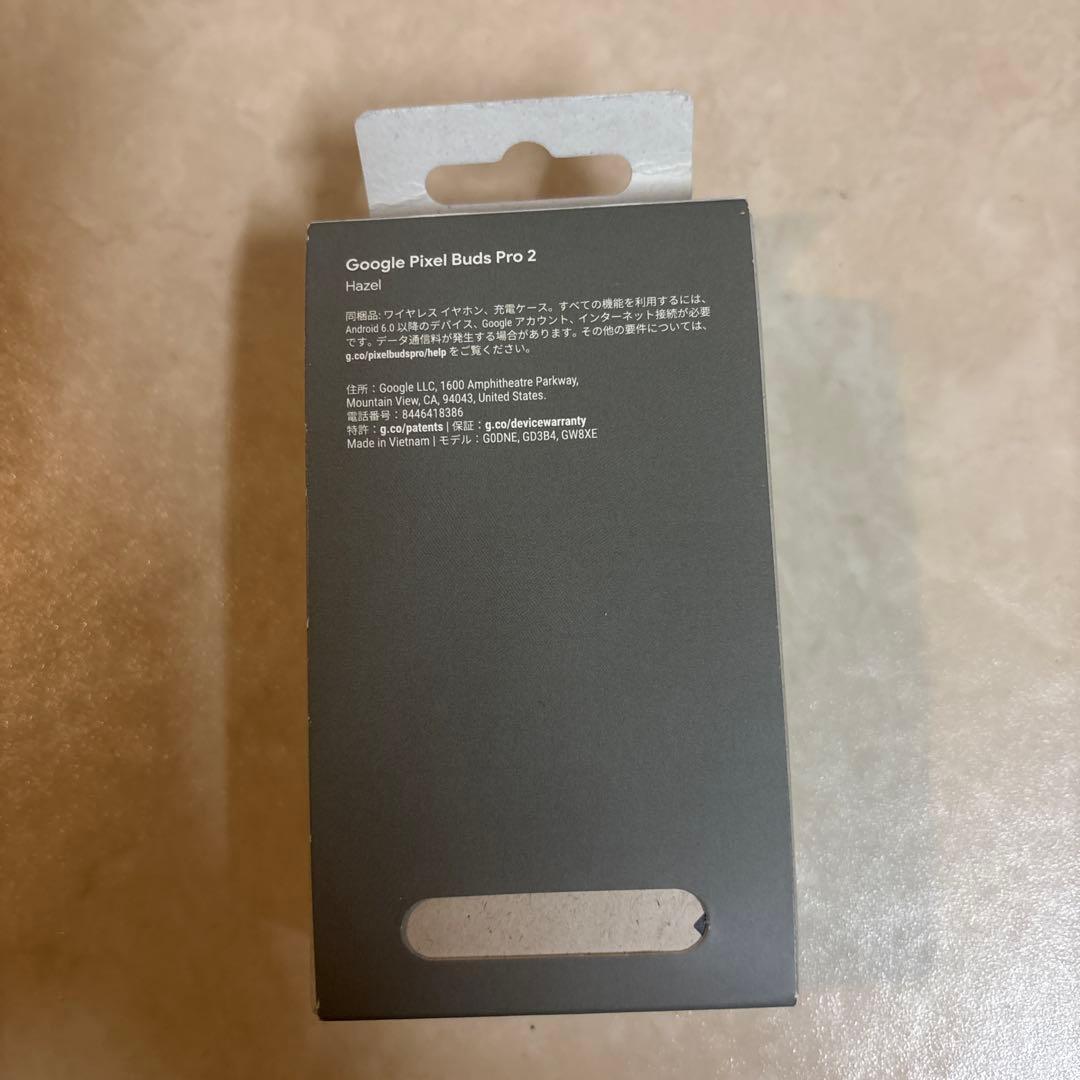 Google Pixel Buds Pro 2
Hazel
同梱品: ワイヤレス イヤホン、充電ケース。すべての機能を利用するには、
Android 6.0 以降のデバイス、Google アカウント、インターネット接続が必要
です。データ通信料が発生する場合があります。その他の要件については、
g.co/pixelbudspro/help をご覧ください。
住所：Google LLC, 1600 Amphitheatre Parkway,
Mountain View, CA, 94043, United States.
電話番号：8446418386
特許：g.co/patents | 保証：g.co/devicewarranty
Made in Vietnam | モデル：G0DNE, GD3B4, GW8XE